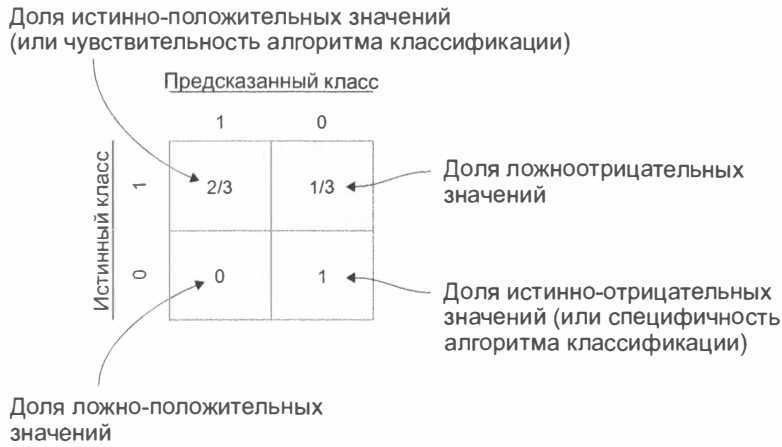 Доля истинно-положительных значений
(или чувствительность алгоритма классификации)
Предсказанный класс
1 0
Истинный класс
1
2/3 1/3
Доля ложноотрицательных
значений
0
0 1
Доля истинно-отрицательных
значений (или специфичность
алгоритма классификации)
Доля ложно-положительных
значений